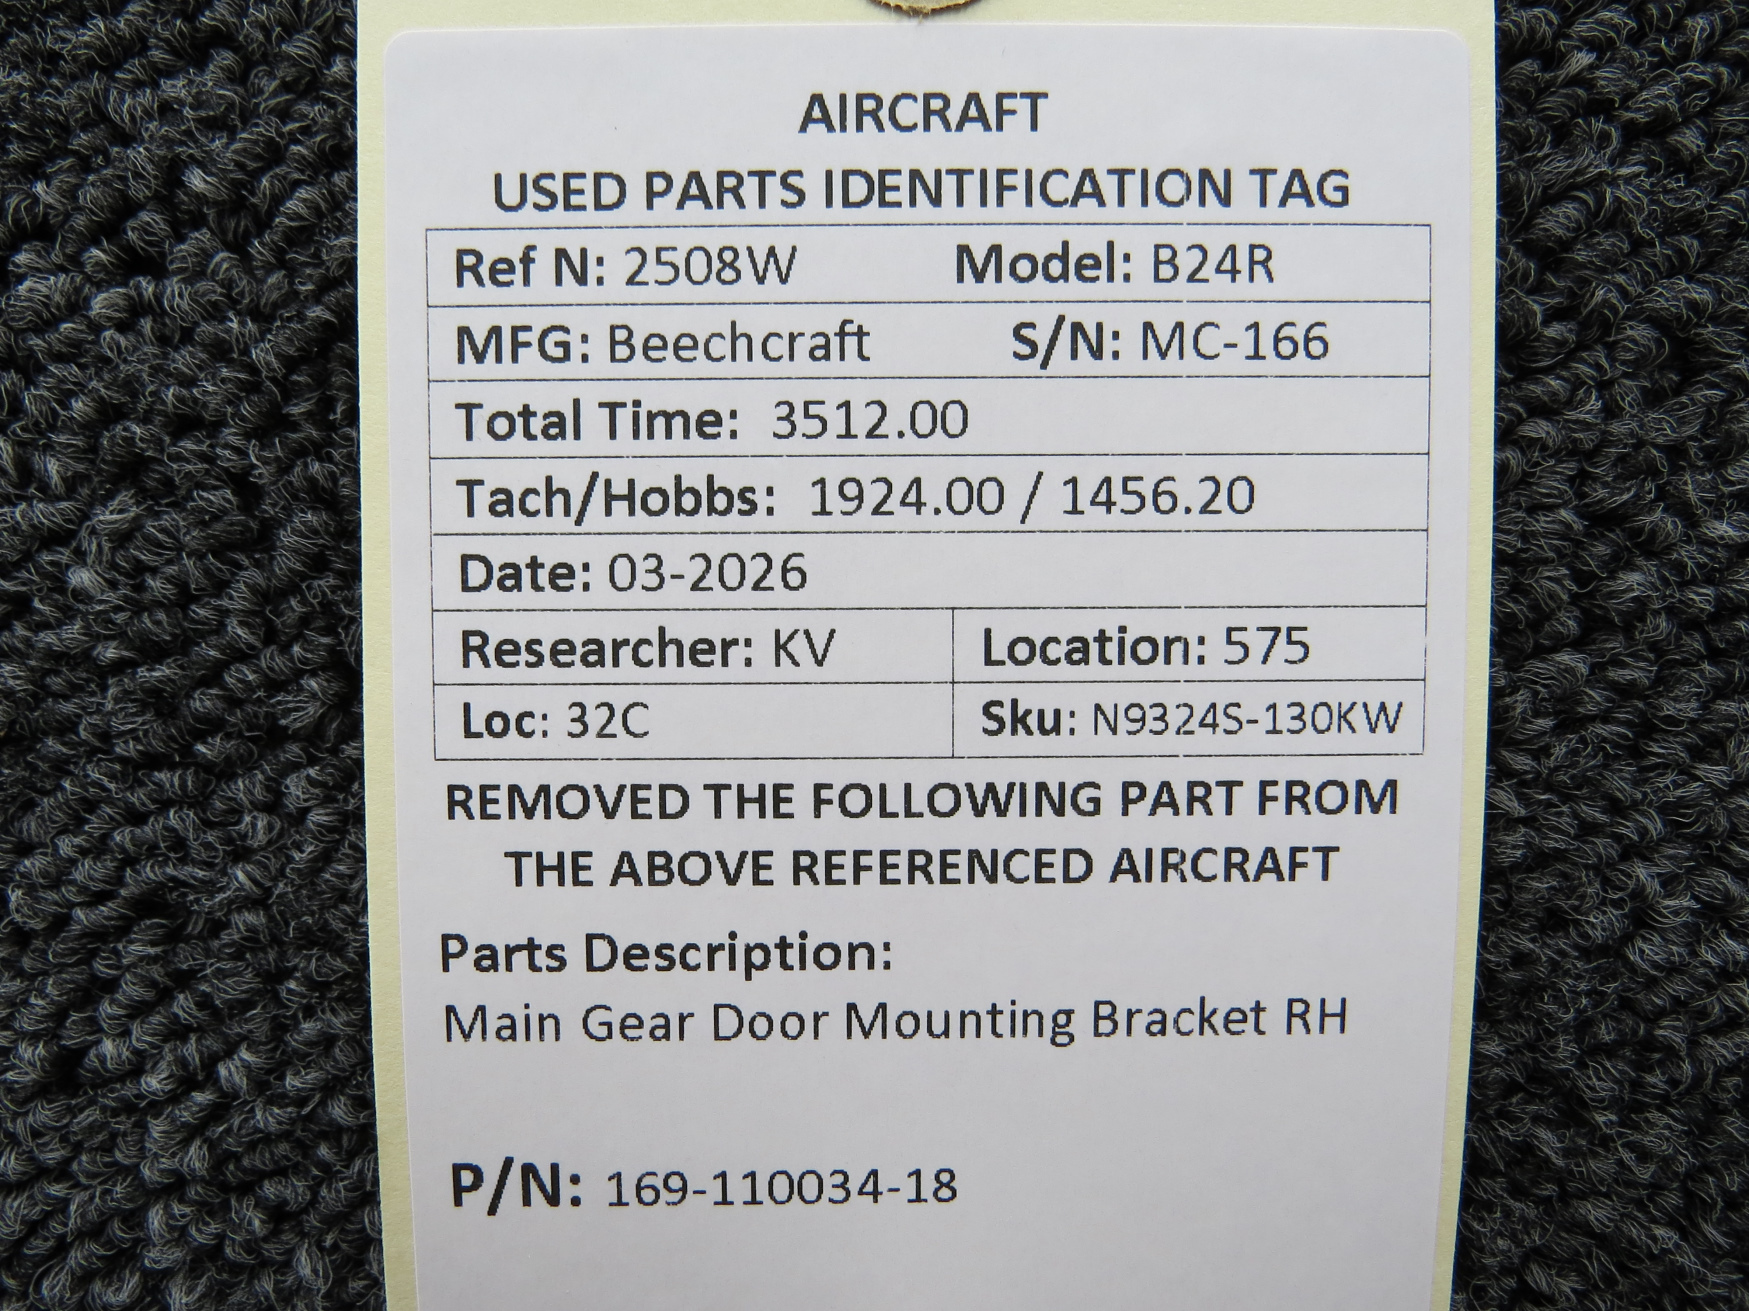 AIRCRAFT
USED PARTS IDENTIFICATION TAG
Ref N: 2508W Model: B24R
MFG: Beechcraft S/N: MC-166
Total Time: 3512.00
Tach/Hobbs: 1924.00 / 1456.20
Date: 03-2026
Researcher: KV Location: 575
Loc: 32C Sku: N9324S-130KW
REMOVED THE FOLLOWING PART FROM
THE ABOVE REFERENCED AIRCRAFT
Parts Description:
Main Gear Door Mounting Bracket RH
P/N: 169-110034-18